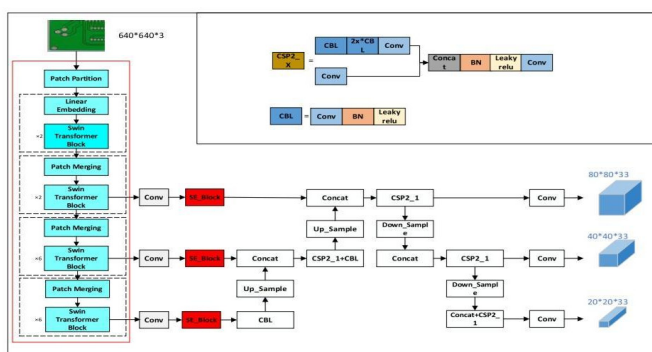 640*640*3
Patch Partition
Linear
Embedding
Swin
Transformer
Block
×2
Patch Merging
Swin
Transformer
Block
×2
Patch Merging
Swin
Transformer
Block
×6
Patch Merging
Swin
Transformer
Block
×6
CSP2_
X
=
CBL
2x*CB
L
Conv
Conv
Conca
t
BN
Leaky
relu
Conv
CBL
=
Conv
BN
Leaky
relu
Conv
SE_Block
Concat
CSP2_1
Conv
80*80*33
Up_Sample
Down_Sampl
e
Conv
SE_Block
Concat
CSP2_1+CBL
Concat
CSP2_1
Conv
40*40*33
Up_Sample
Down_Sampl
e
Conv
SE_Block
CBL
Concat+CSP2_
1
Conv
20*20*33